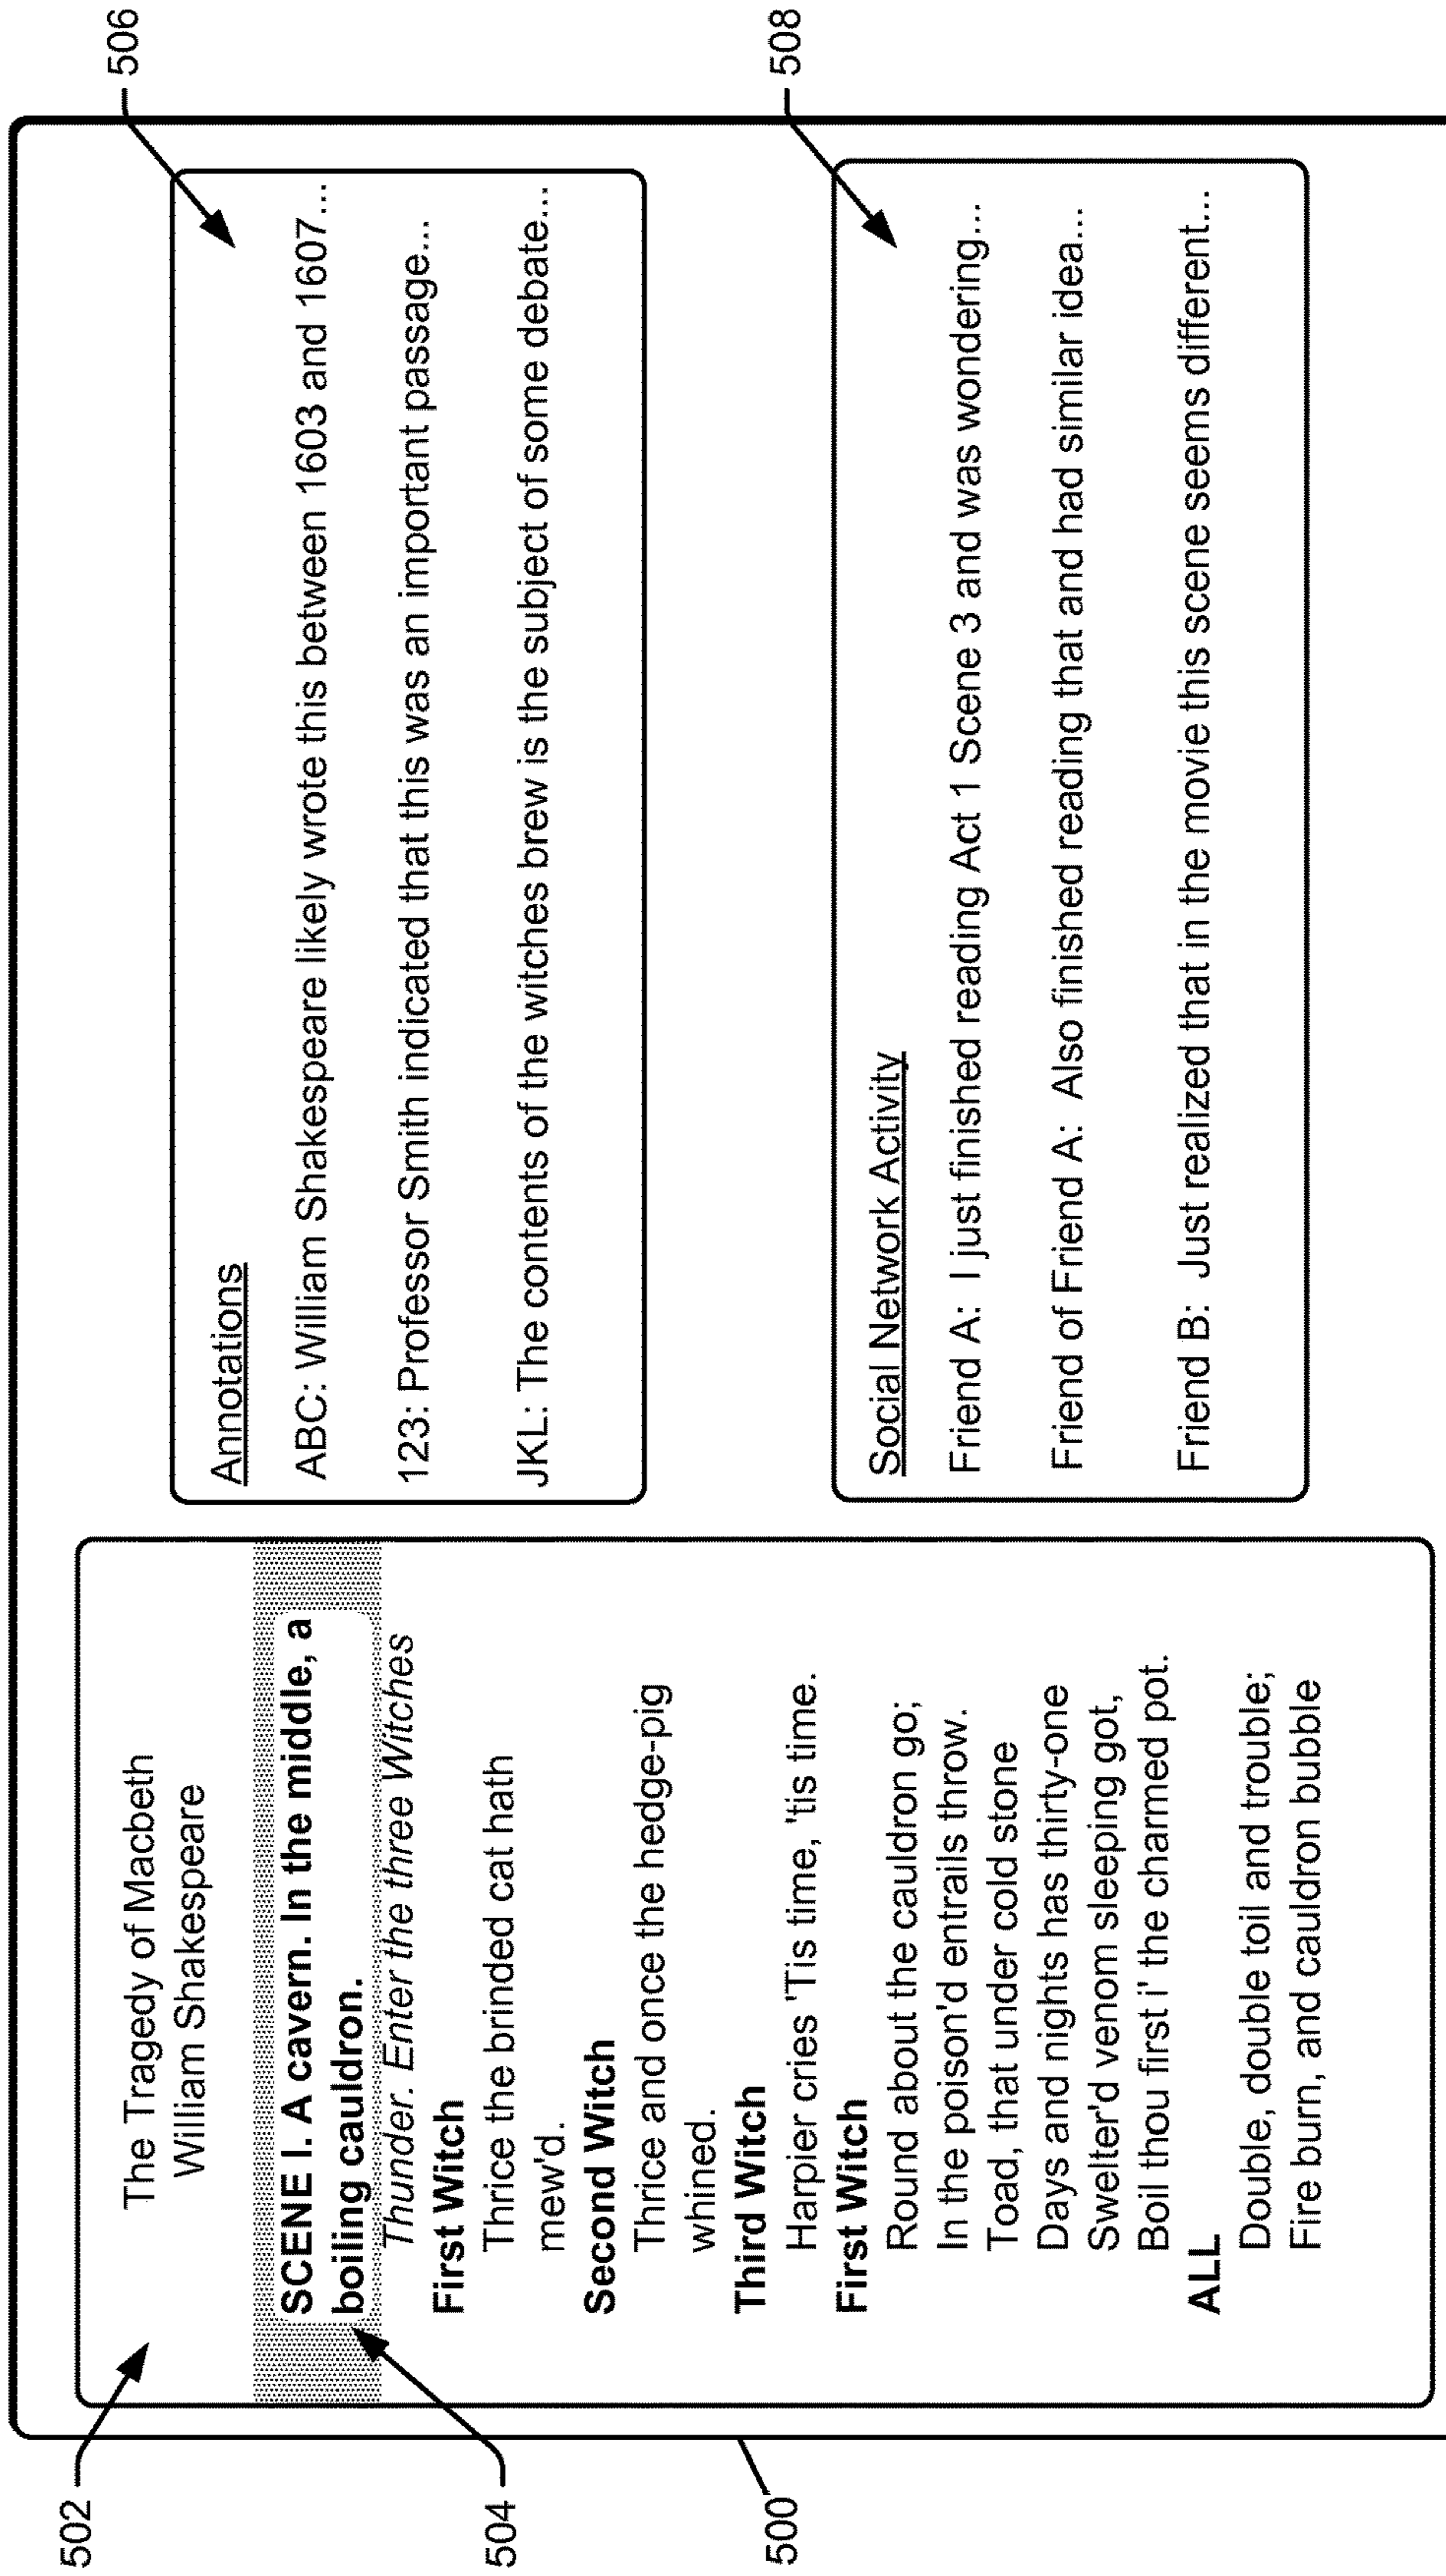 502
The Tragedy of Macbeth
William Shakespeare
504
SCENE I. A cavern. In the middle, a
boiling cauldron.
Thunder. Enter the three Witches
First Witch
Thrice the brinded cat hath
mew'd.
Second Witch
Thrice and once the hedge-pig
whined.
Third Witch
Harpier cries 'Tis time, 'tis time.
First Witch
Round about the cauldron go;
In the poison'd entrails throw.
Toad, that under cold stone
Days and nights has thirty-one
Swelter'd venom sleeping got,
Boil thou first i' the charmed pot.
ALL
Double, double toil and trouble;
Fire burn, and cauldron bubble
500
506
Annotations
ABC: William Shakespeare likely wrote this between 1603 and 1607...
123: Professor Smith indicated that this was an important passage...
JKL: The contents of the witches brew is the subject of some debate...
508
Social Network Activity
Friend A: I just finished reading Act 1 Scene 3 and was wondering...
Friend of Friend A: Also finished reading that and had similar idea...
Friend B: Just realized that in the movie this scene seems different...